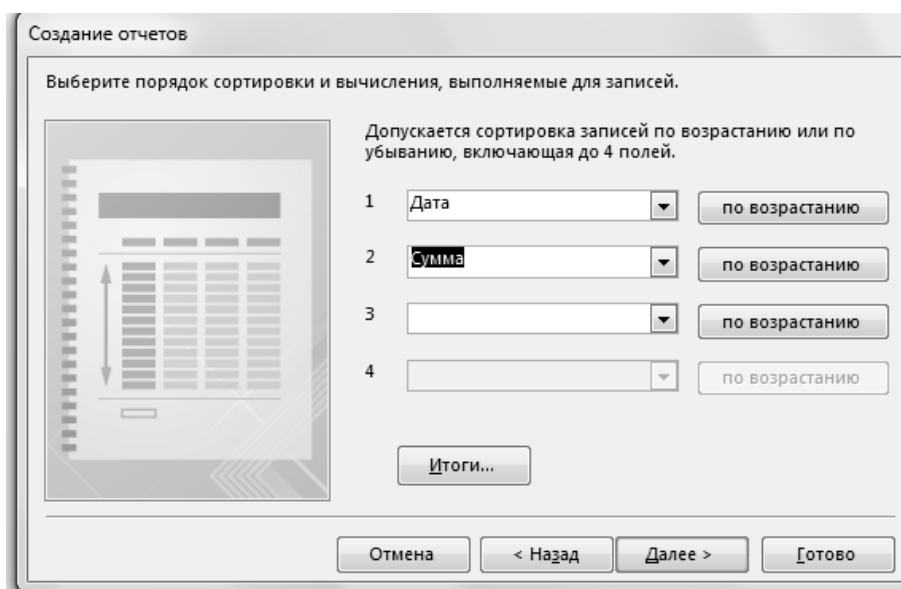 Создание отчетов
Выберите порядок сортировки и вычисления, выполняемые для записей.
Допускается сортировка записей по возрастанию или по
убыванию, включающая до 4 полей.
1 Дата по возрастанию
2 Сумма по возрастанию
3 по возрастанию
4 по возрастанию
Итоги...
Отмена < Назад Далее > Готово